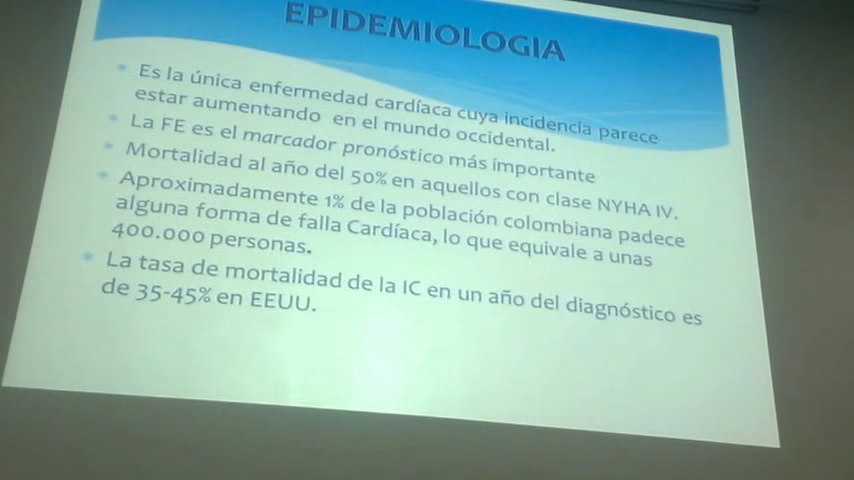 EPIDEMIOLOGIA
Es la única enfermedad cardíaca cuya incidencia parece
estar aumentando en el mundo occidental.
La FE es el marcador pronóstico más importante
Mortalidad al año del 50% en aquellos con clase NYHA IV.
Aproximadamente 1% de la población colombiana padece
alguna forma de falla Cardíaca, lo que equivale a unas
400.000 personas.
La tasa de mortalidad de la IC en un año del diagnóstico es
de 35-45% en EEUU.